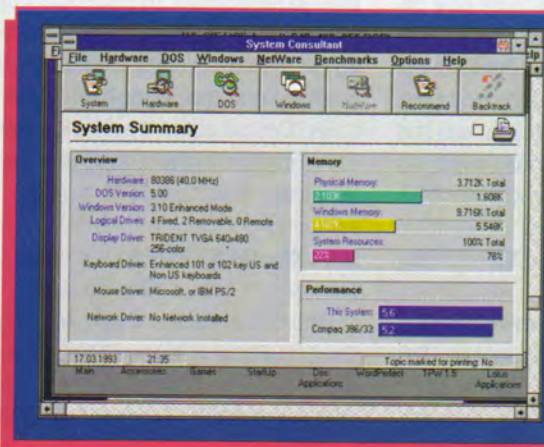 System Consultant
File Hardware DOS Windows NetWare Benchmarks Options Help
System Hardware DOS Windows NetWare Recommend Backtrack
System Summary
Overview
Hardware: 80386 (40.0 MHz)
DOS Version: 5.00
Windows Version: 3.10 Enhanced Mode
Logical Drives: 4 Fixed, 2 Removable, 0 Remote
Display Driver: TRIDENT TVGA 640x480
256-color
Keyboard Driver: Enhanced 101 or 102 key US and
Non US keyboards
Mouse Driver: Microsoft, or IBM PS/2
Network Driver: No Network Installed
Memory
Physical Memory: 3.712K Total
2.103K 1.608K
Windows Memory: 9.716K Total
5.548K
System Resources: 100% Total
22% 78%
Performance
This System: 5.6
Compaq 386/33: 5.2
17.03.1993 21:35 Topic marked for printing: No
Main Accessories Games StartUp Dos WordPerfect TPW 1.5 Lotus
Applications Applications